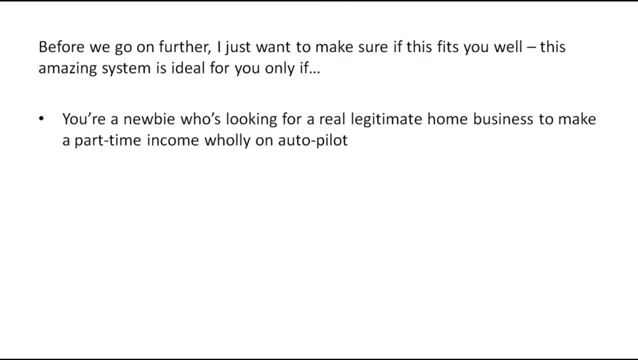 Before we go on further, I just want to make sure if this fits you well – this
amazing system is ideal for you only if…
• You’re a newbie who’s looking for a real legitimate home business to make
a part-time income wholly on auto-pilot